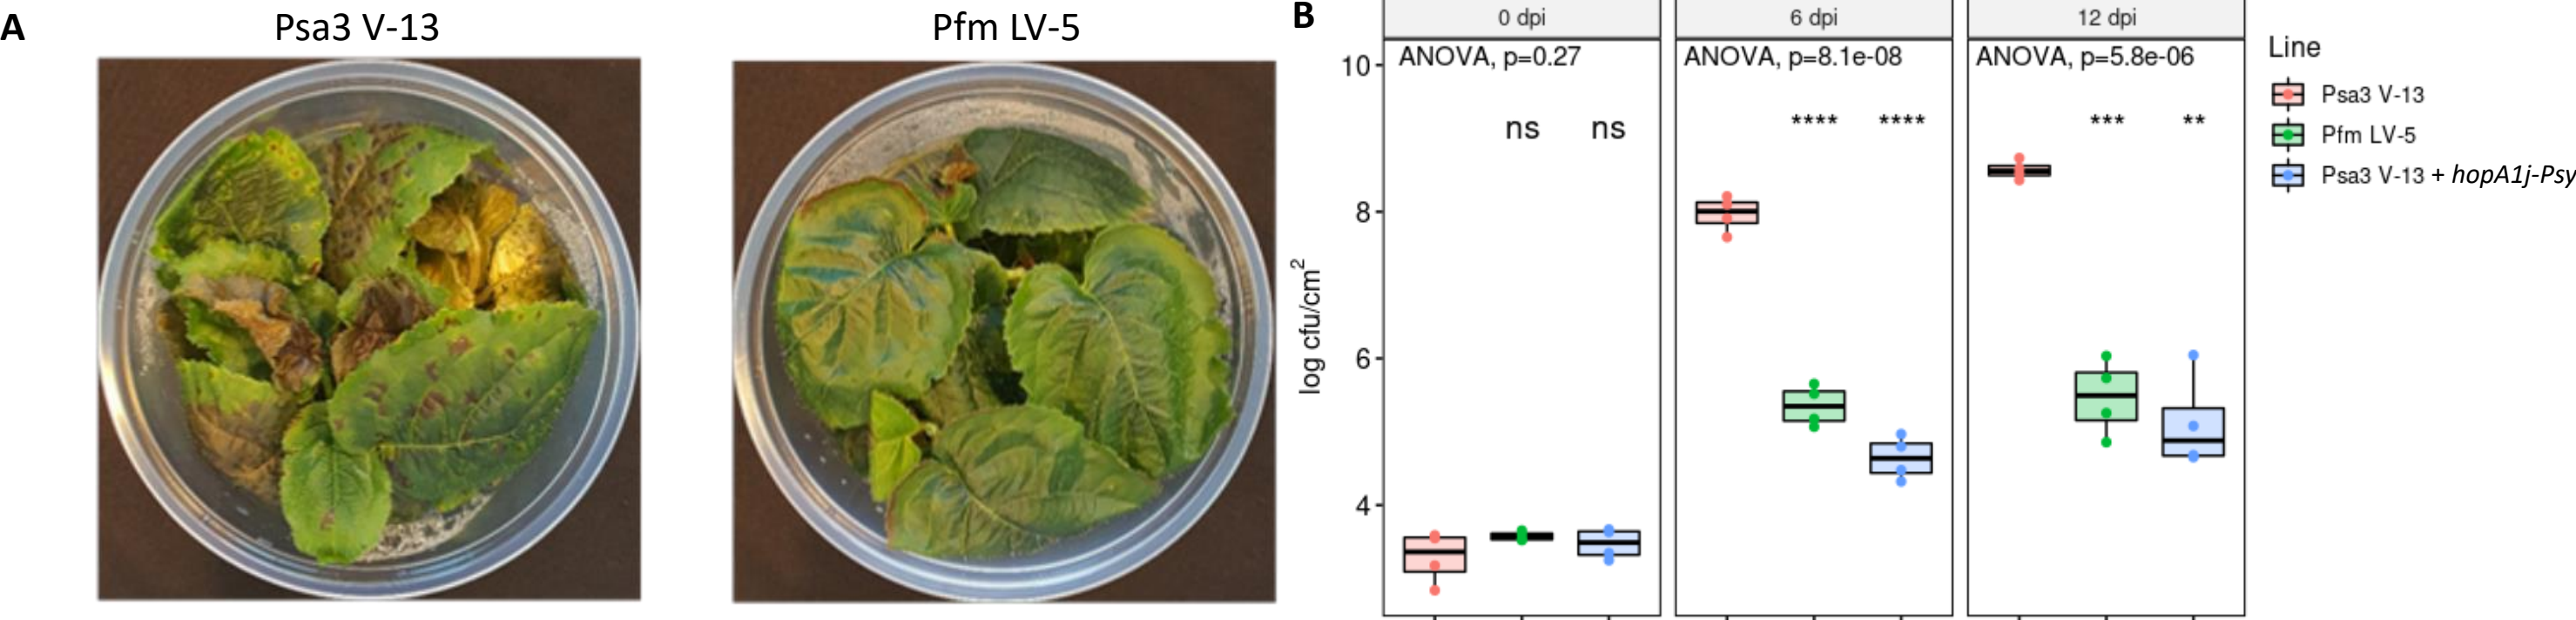 A
Psa3 V-13
Pfm LV-5
B
0 dpi
6 dpi
12 dpi
ANOVA, p=0.27
ANOVA, p=8.1e-08
ANOVA, p=5.8e-06
ns
ns
****
****
***
**
10
8
6
4
log cfu/cm²
Line
Psa3 V-13
Pfm LV-5
Psa3 V-13 + hopA1j-Psy